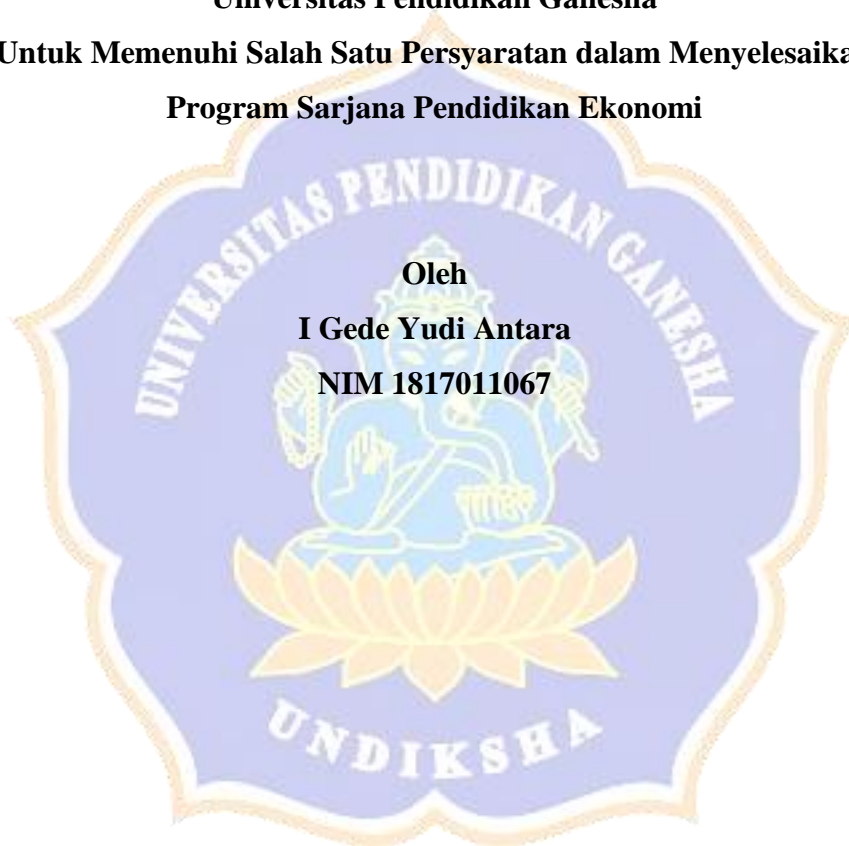 Universitas Pendidikan Ganesha
Untuk Memenuhi Salah Satu Persyaratan dalam Menyelesaika
Program Sarjana Pendidikan Ekonomi
UNIVERSITAS PENDIDIKAN GANESHA
Oleh
I Gede Yudi Antara
NIM 1817011067
UNDIKSHA